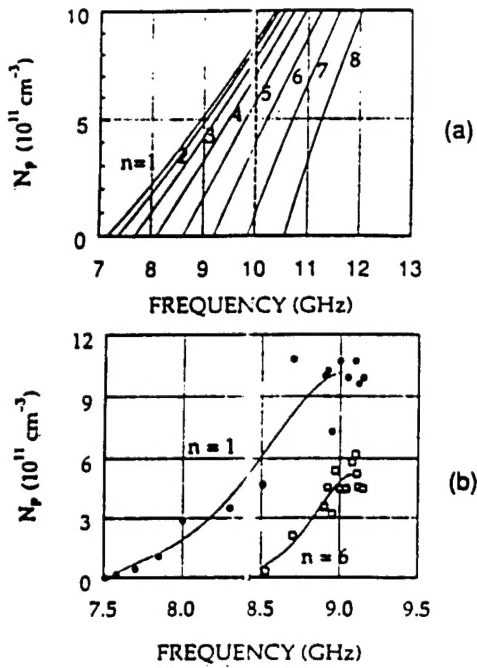 10
5
0
N_P (10^11 cm^-3)
n=1
2
3
4
5
6
7
8
(a)
7 8 9 10 11 12 13
FREQUENCY (GHz)
12
9
6
3
0
N_P (10^11 cm^-3)
n = 1
n = 6
(b)
7.5 8.0 8.5 9.0 9.5
FREQUENCY (GHz)